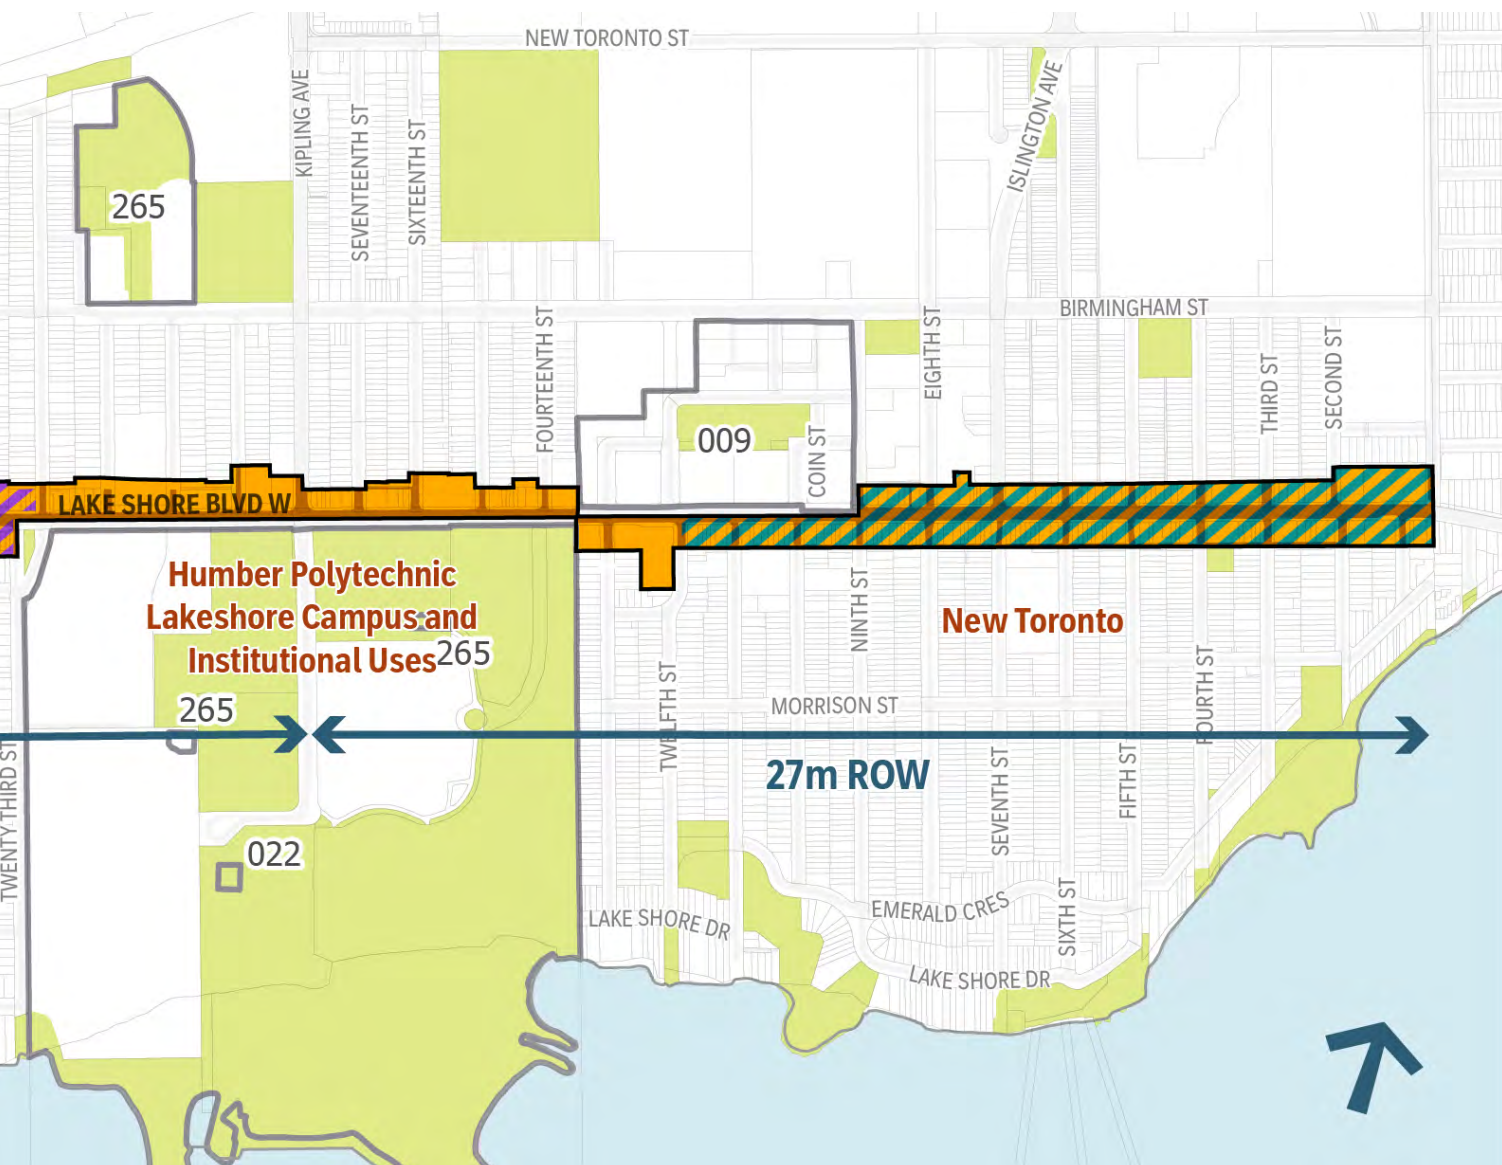 NEW TORONTO ST
KIPLING AVE
SEVENTEENTH ST
SIXTEENTH ST
ISLINGTON AVE
265
BIRMINGHAM ST
FOURTEENTH ST
EIGHTH ST
THIRD ST
SECOND ST
009
COIN ST
LAKE SHORE BLVD W
Humber Polytechnic
Lakeshore Campus and
Institutional Uses
265
NINTH ST
New Toronto
265
TWELFTH ST
MORRISON ST
FOURTH ST
27m ROW
TWENTY THIRD ST
SEVENTH ST
FIFTH ST
022
LAKE SHORE DR
EMERALD CRES
SIXTH ST
LAKE SHORE DR